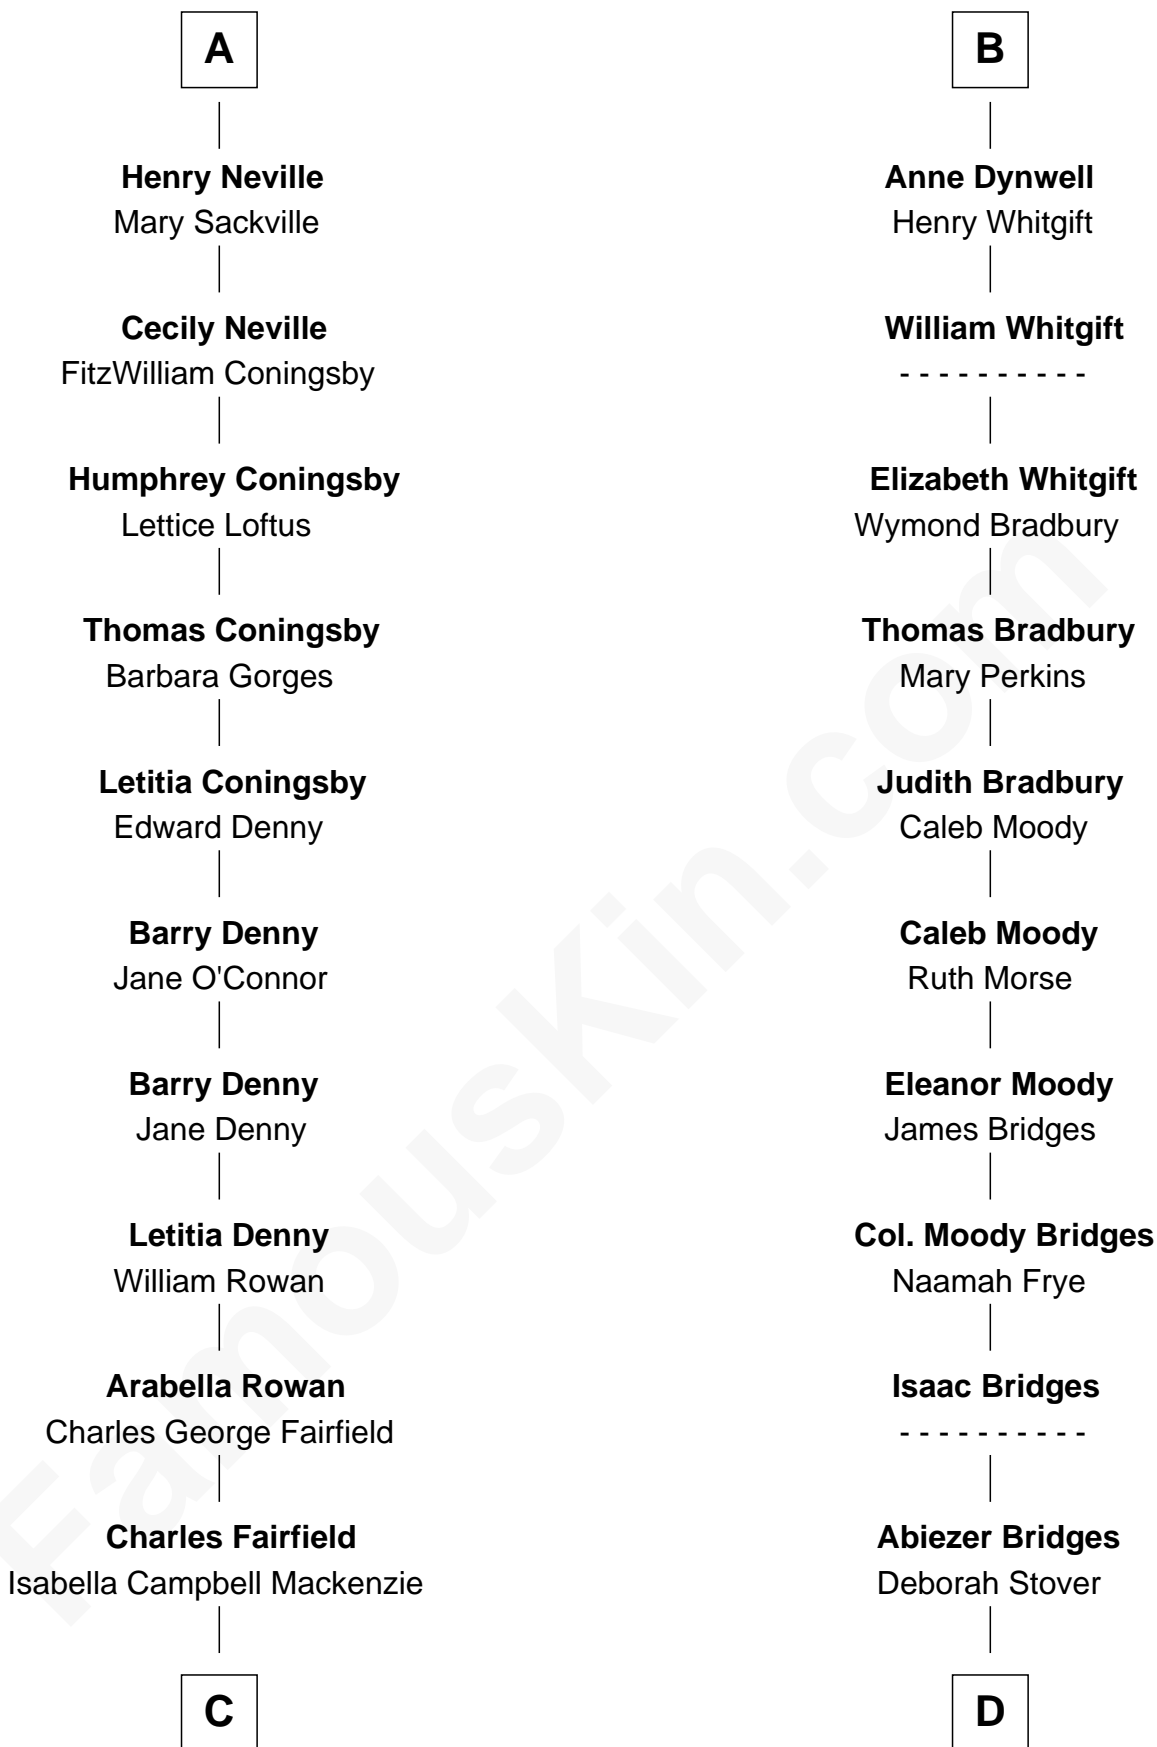 A
Henry Neville
Mary Sackville
Cecily Neville
FitzWilliam Coningsby
Humphrey Coningsby
Lettice Loftus
Thomas Coningsby
Barbara Gorges
Letitia Coningsby
Edward Denny
Barry Denny
Jane O'Connor
Barry Denny
Jane Denny
Letitia Denny
William Rowan
Arabella Rowan
Charles George Fairfield
Charles Fairfield
Isabella Campbell Mackenzie
C
B
Anne Dynwell
Henry Whitgift
William Whitgift
- - - - - - - - - -
Elizabeth Whitgift
Wymond Bradbury
Thomas Bradbury
Mary Perkins
Judith Bradbury
Caleb Moody
Caleb Moody
Ruth Morse
Eleanor Moody
James Bridges
Col. Moody Bridges
Naamah Frye
Isaac Bridges
- - - - - - - - - -
Abiezer Bridges
Deborah Stover
D
FamousKin.com